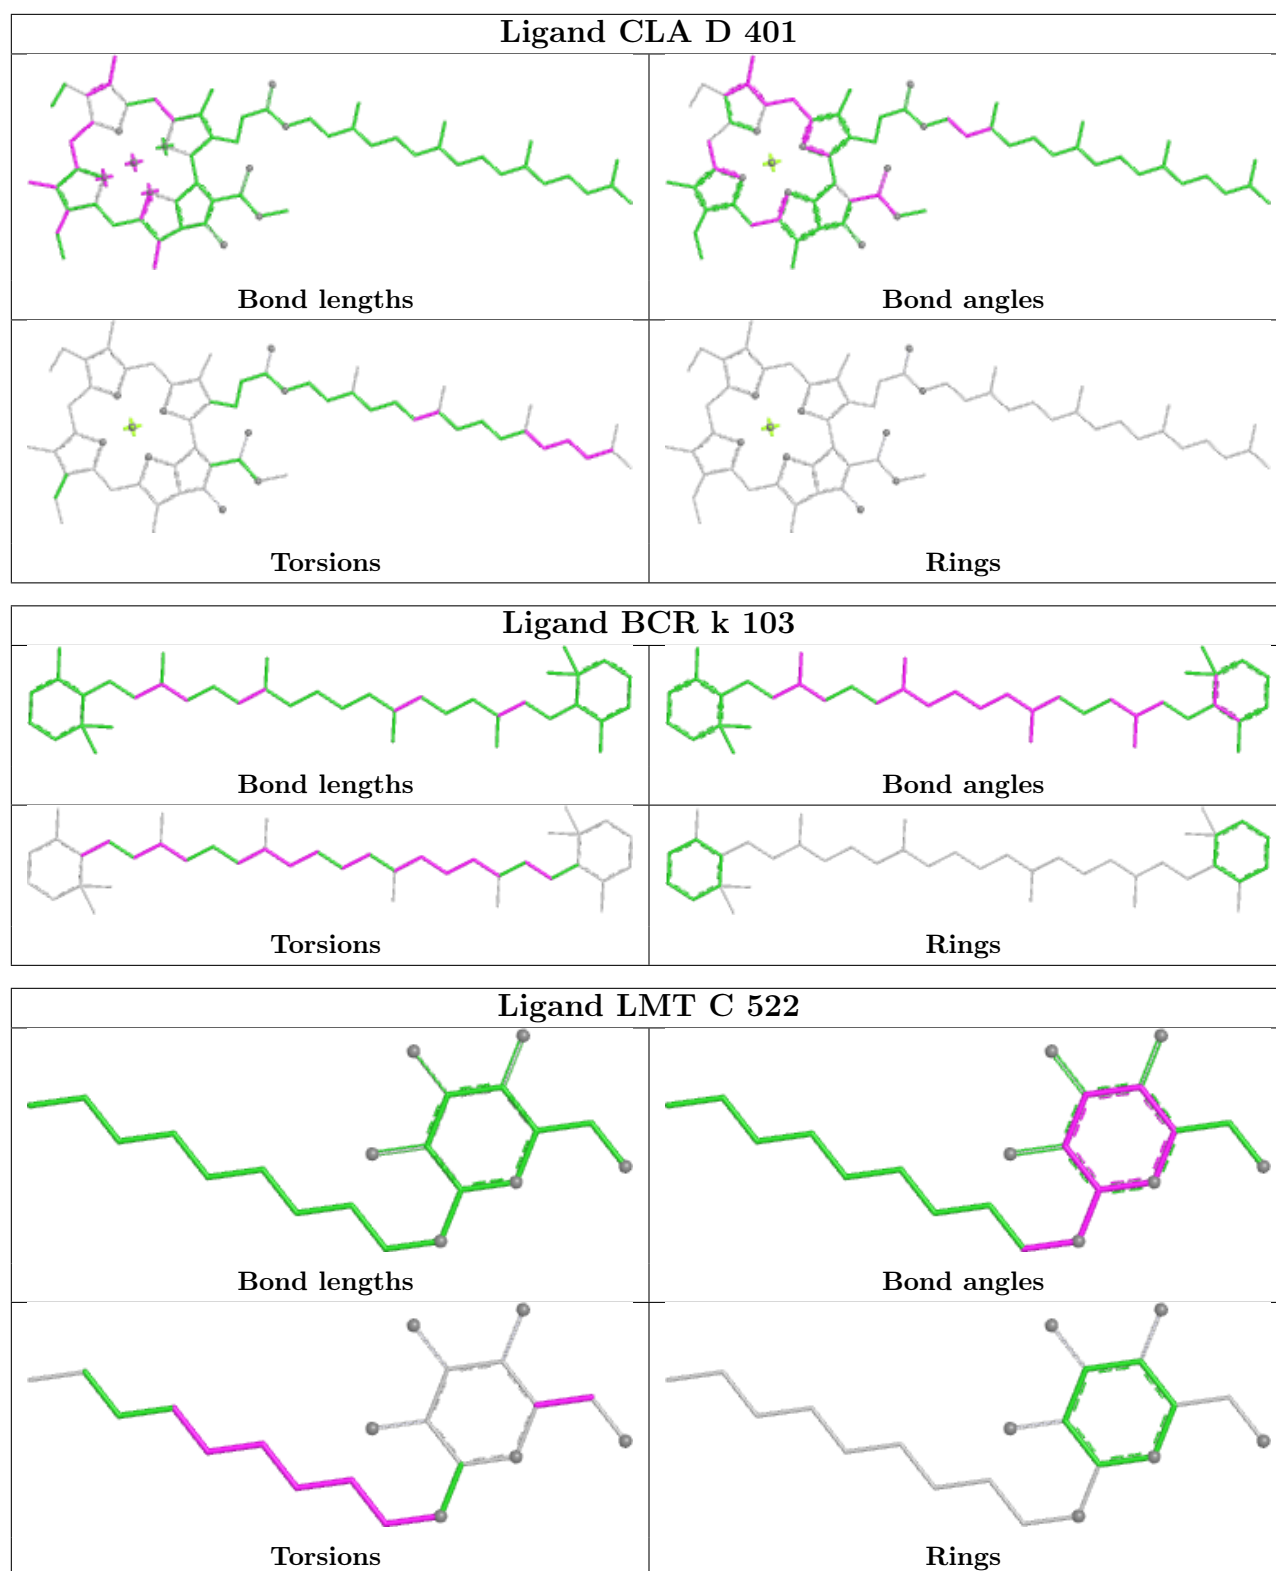 Ligand CLA D 401
Bond lengths
Bond angles
Torsions
Rings
Ligand BCR k 103
Bond lengths
Bond angles
Torsions
Rings
Ligand LMT C 522
Bond lengths
Bond angles
Torsions
Rings